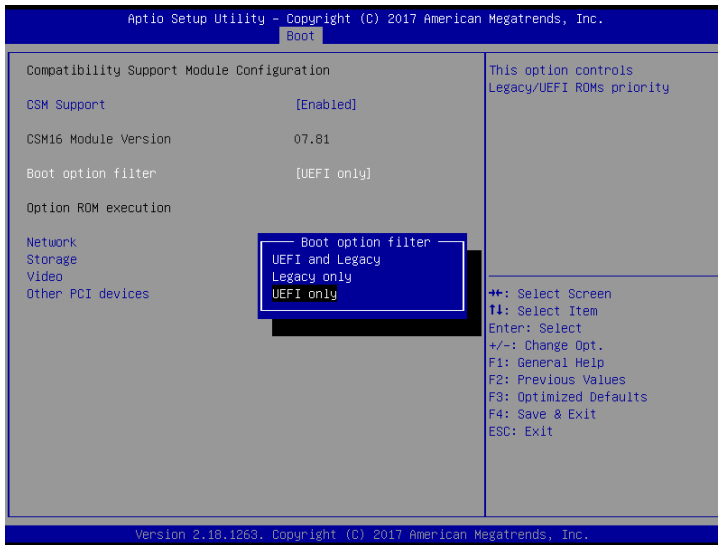 Aptio Setup Utility – Copyright (C) 2017 American Megatrends, Inc.
Boot
Compatibility Support Module Configuration
CSM Support [Enabled]
CSM16 Module Version 07.81
Boot option filter [UEFI only]
Option ROM execution
Network
Storage
Video
Other PCI devices
Boot option filter
UEFI and Legacy
Legacy only
UEFI only
This option controls
Legacy/UEFI ROMs priority
→←: Select Screen
↑↓: Select Item
Enter: Select
+/-: Change Opt.
F1: General Help
F2: Previous Values
F3: Optimized Defaults
F4: Save & Exit
ESC: Exit
Version 2.18.1263. Copyright (C) 2017 American Megatrends, Inc.